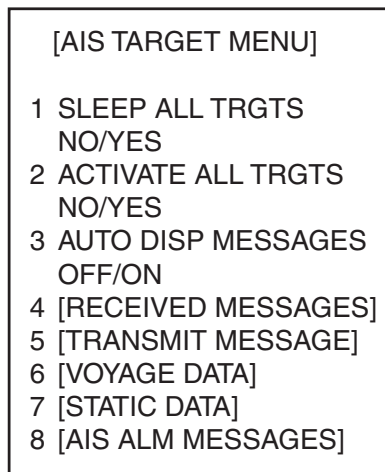 [AIS TARGET MENU]
1 SLEEP ALL TRGTS
NO/YES
2 ACTIVATE ALL TRGTS
NO/YES
3 AUTO DISP MESSAGES
OFF/ON
4 [RECEIVED MESSAGES]
5 [TRANSMIT MESSAGE]
6 [VOYAGE DATA]
7 [STATIC DATA]
8 [AIS ALM MESSAGES]